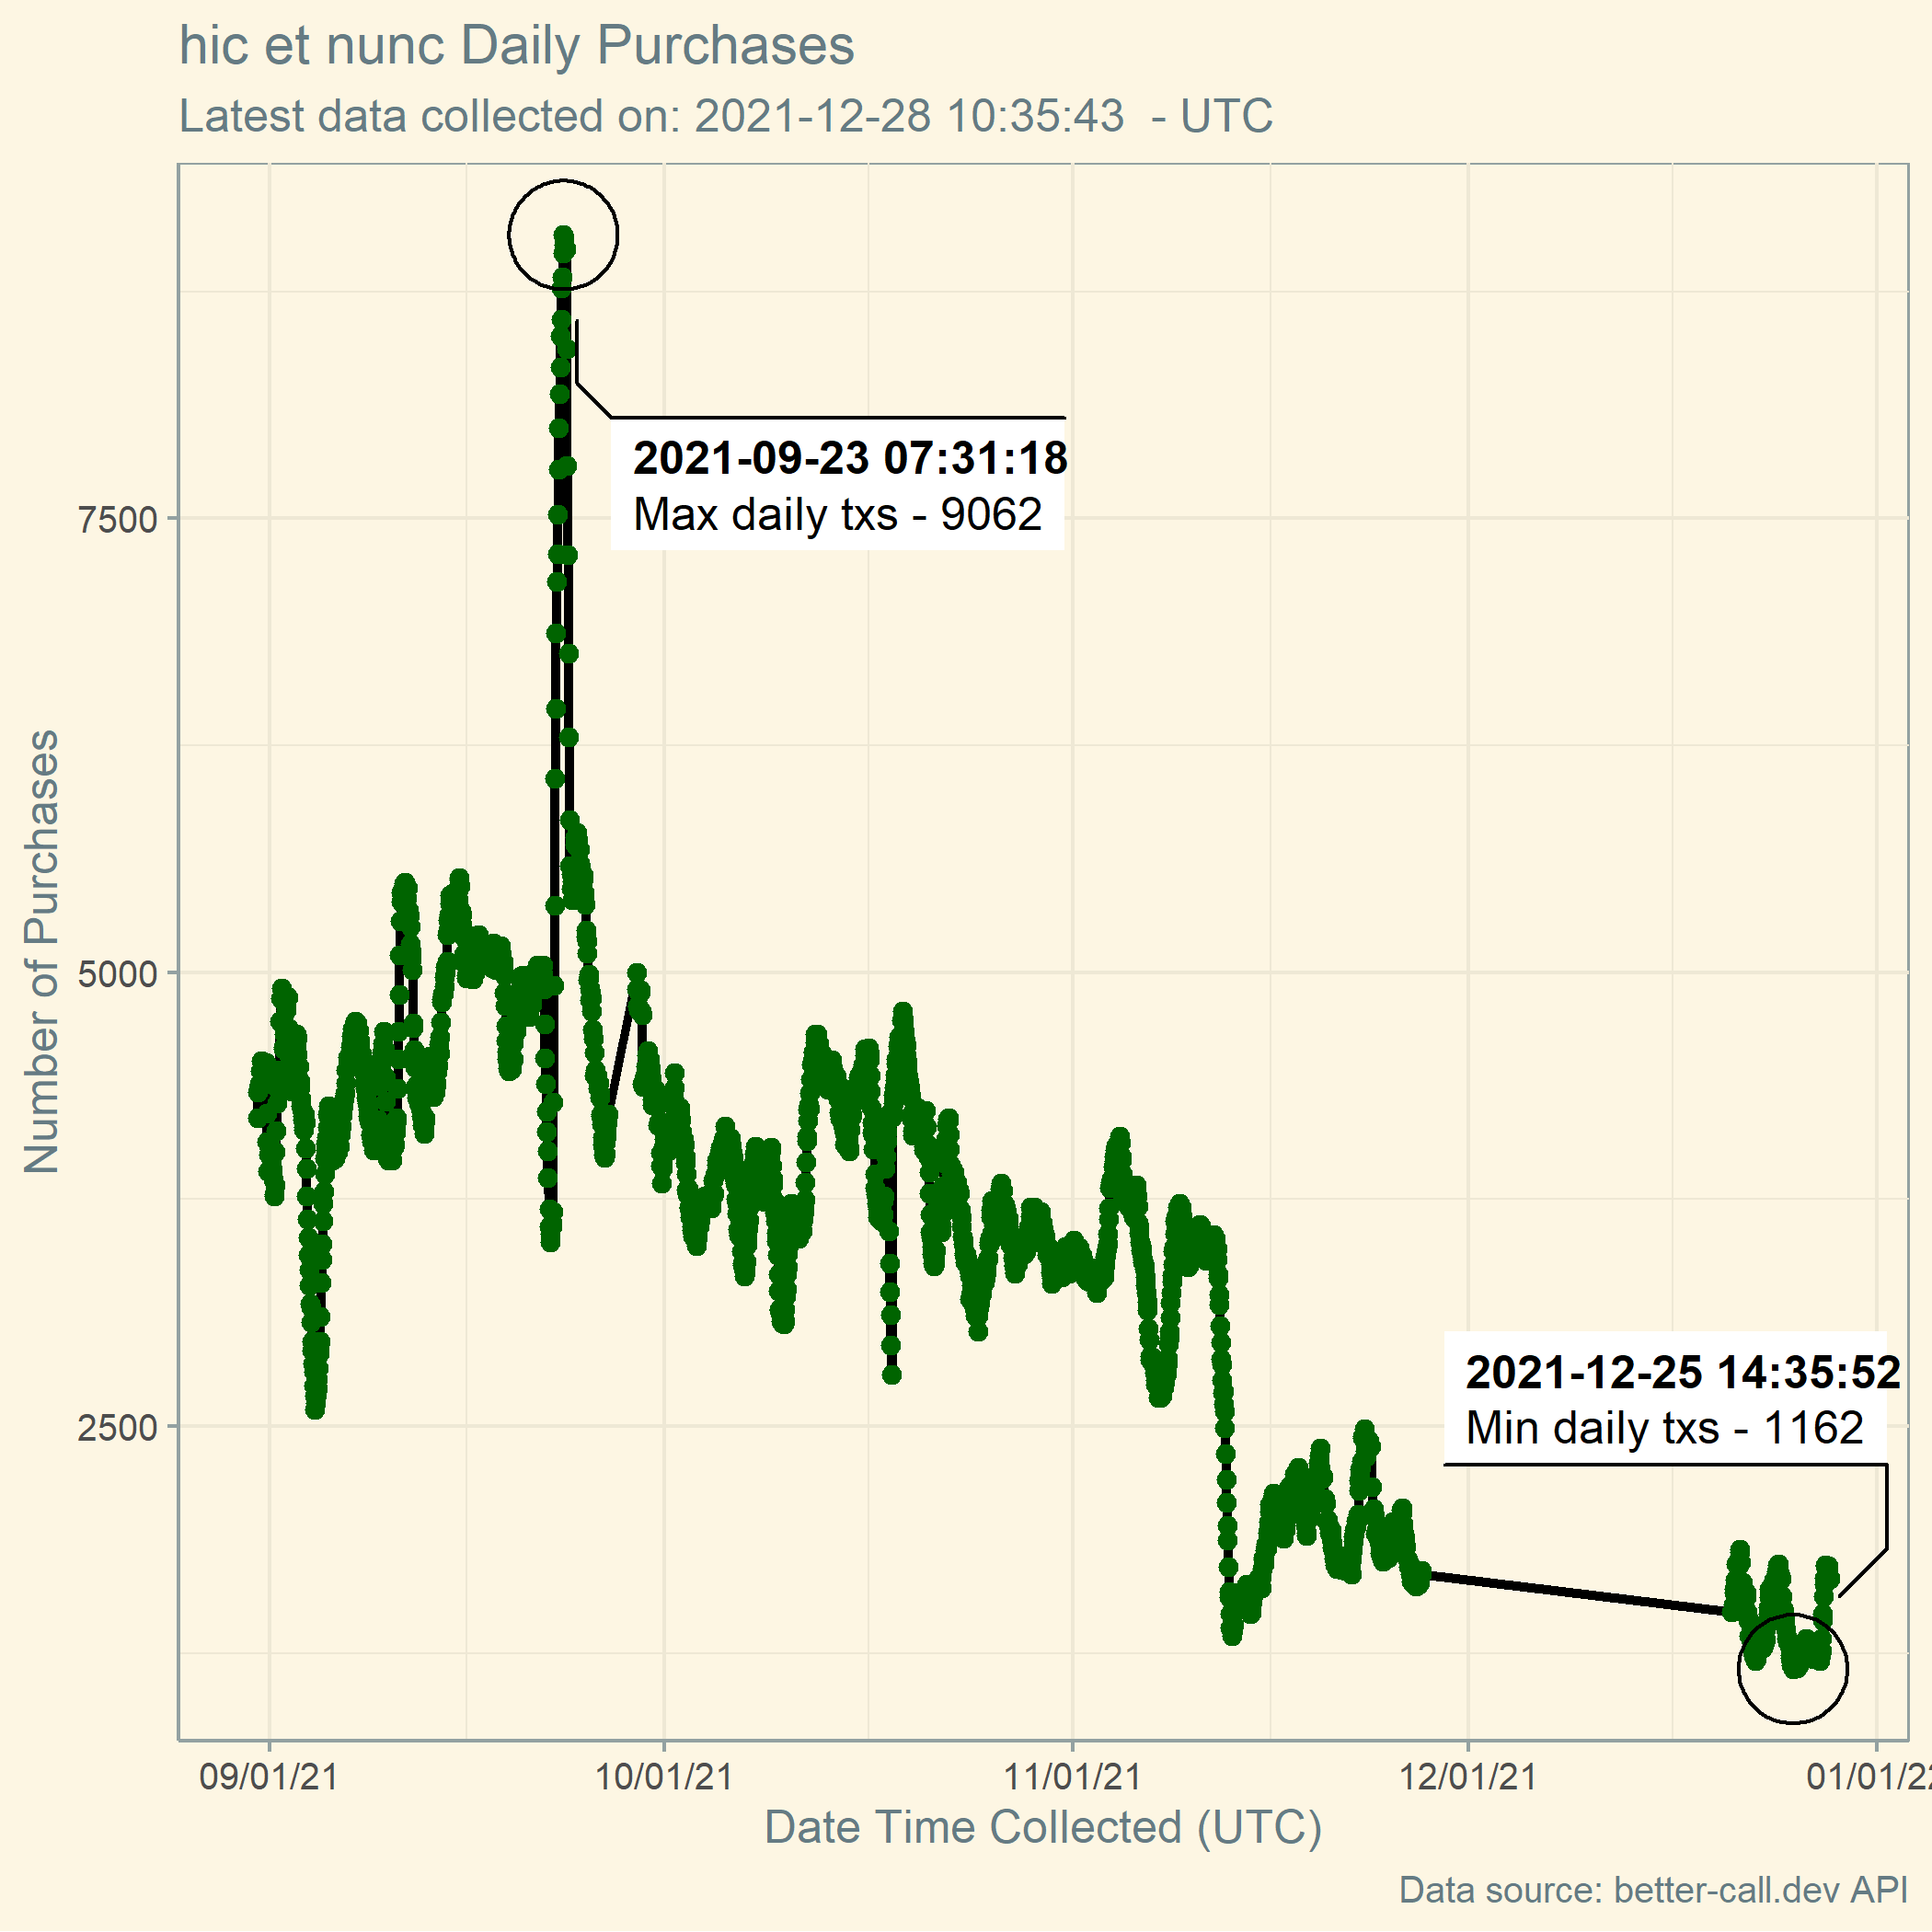 hic et nunc Daily Purchases
Latest data collected on: 2021-12-28 10:35:43  - UTC
Number of Purchases
7500
5000
2500
2021-09-23 07:31:18
Max daily txs - 9062
2021-12-25 14:35:52
Min daily txs - 1162
09/01/21
10/01/21
11/01/21
12/01/21
01/01/22
Date Time Collected (UTC)
Data source: better-call.dev API